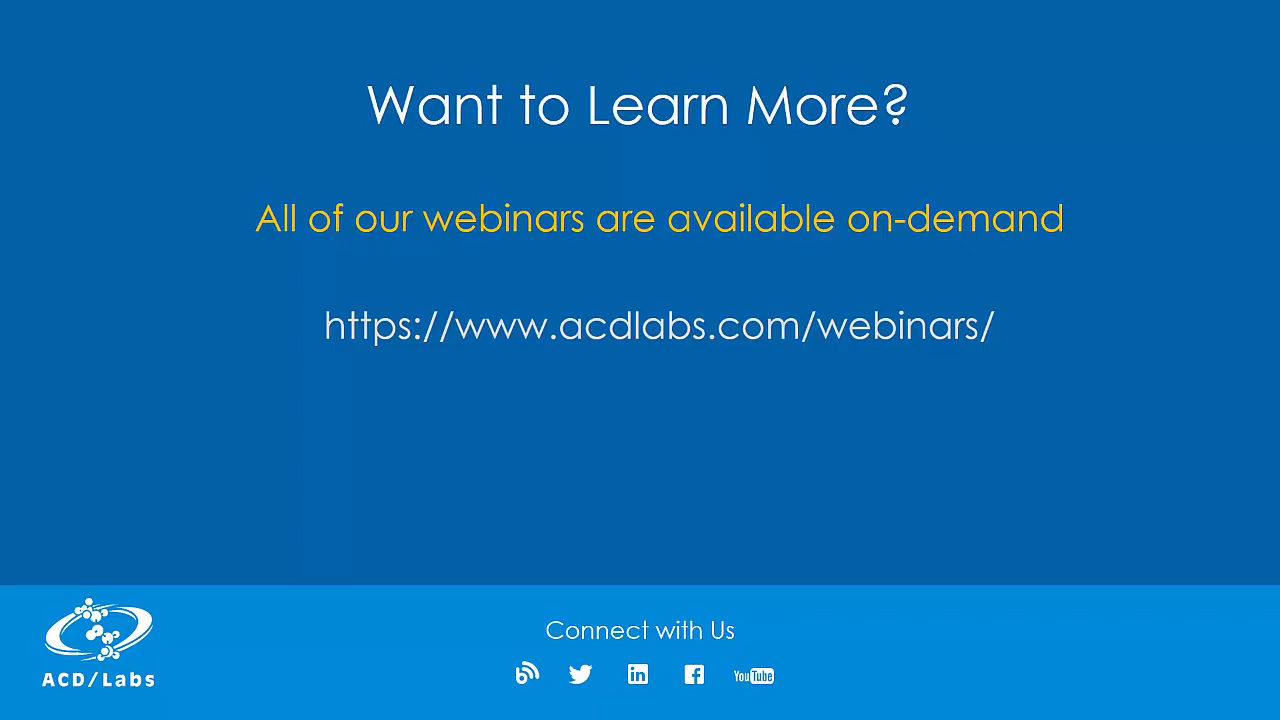 Want to Learn More?
All of our webinars are available on-demand
https://www.acdlabs.com/webinars/
Connect with Us
ACD/Labs
YouTube